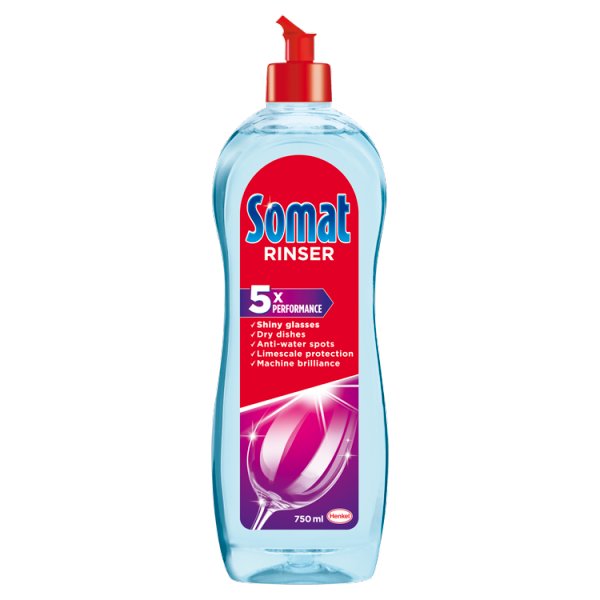 Somat
RINSER
5x PERFORMANCE
✓Shiny glasses
✓Dry dishes
✓Anti-water spots
✓Limescale protection
✓Machine brilliance
750 ml
Henkel